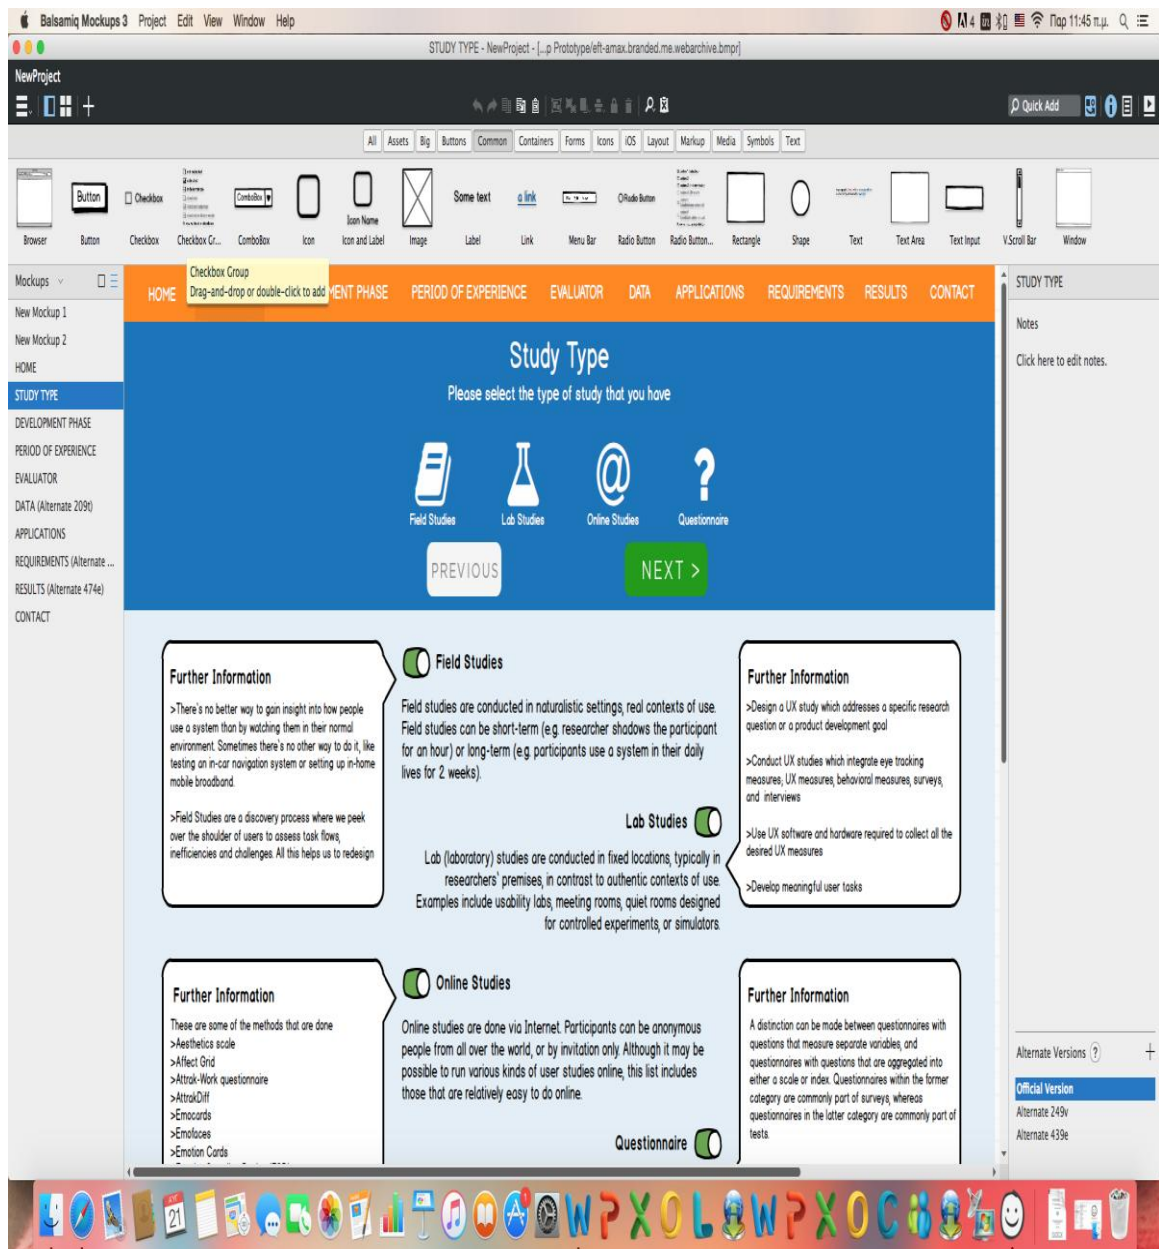 Balsamiq Mockups 3 Project Edit View Window Help
4
Παρ 11:45 π.μ.
STUDY TYPE - NewProject - [...p Prototype/eft-amax.branded.me.webarchive.bmpr]
NewProject
Quick Add
All Assets Big Buttons Common Containers Forms Icons iOS Layout Markup Media Symbols Text
Button
Checkbox
ComboBox
Icon Name
Some text
a link
Radio Button
Browser Button Checkbox Checkbox Gr... ComboBox Icon Icon and Label Image Label Link Menu Bar Radio Button Radio Button... Rectangle Shape Text Text Area Text Input V.Scroll Bar Window
Mockups
New Mockup 1
New Mockup 2
HOME
STUDY TYPE
DEVELOPMENT PHASE
PERIOD OF EXPERIENCE
EVALUATOR
DATA (Alternate 209t)
APPLICATIONS
REQUIREMENTS (Alternate ...
RESULTS (Alternate 474e)
CONTACT
Checkbox Group
Drag-and-drop or double-click to add
HOME MENT PHASE PERIOD OF EXPERIENCE EVALUATOR DATA APPLICATIONS REQUIREMENTS RESULTS CONTACT
Study Type
Please select the type of study that you have
@ ?
Field Studies Lab Studies Online Studies Questionnaire
PREVIOUS NEXT >
Further Information
>There's no better way to gain insight into how people
use a system than by watching them in their normal
environment. Sometimes there's no other way to do it, like
testing an in-car navigation system or setting up in-home
mobile broadband.
>Field Studies are a discovery process where we peek
over the shoulder of users to assess task flows,
inefficiencies and challenges. All this helps us to redesign
Field Studies
Field studies are conducted in naturalistic settings, real contexts of use.
Field studies can be short-term (e.g. researcher shadows the participant
for an hour) or long-term (e.g. participants use a system in their daily
lives for 2 weeks).
Lab Studies
Lab (laboratory) studies are conducted in fixed locations, typically in
researchers' premises, in contrast to authentic contexts of use.
Examples include usability labs, meeting rooms, quiet rooms designed
for controlled experiments, or simulators.
Further Information
>Design a UX study which addresses a specific research
question or a product development goal
>Conduct UX studies which integrate eye tracking
measures, UX measures, behavioral measures, surveys,
and interviews
>Use UX software and hardware required to collect all the
desired UX measures
>Develop meaningful user tasks
Further Information
These are some of the methods that are done
>Aesthetics scale
>Affect Grid
>Attrak-Work questionnaire
>AttrakDiff
>Emocards
>Emofaces
>Emotion Cards
Online Studies
Online studies are done via Internet. Participants can be anonymous
people from all over the world, or by invitation only. Although it may be
possible to run various kinds of user studies online, this list includes
those that are relatively easy to do online.
Questionnaire
Further Information
A distinction can be made between questionnaires with
questions that measure separate variables, and
questionnaires with questions that are aggregated into
either a scale or index. Questionnaires within the former
category are commonly part of surveys, whereas
questionnaires in the latter category are commonly part of
tests.
STUDY TYPE
Notes
Click here to edit notes.
Alternate Versions ? +
Official Version
Alternate 249v
Alternate 439e
21
1
W P X O L W P X O C